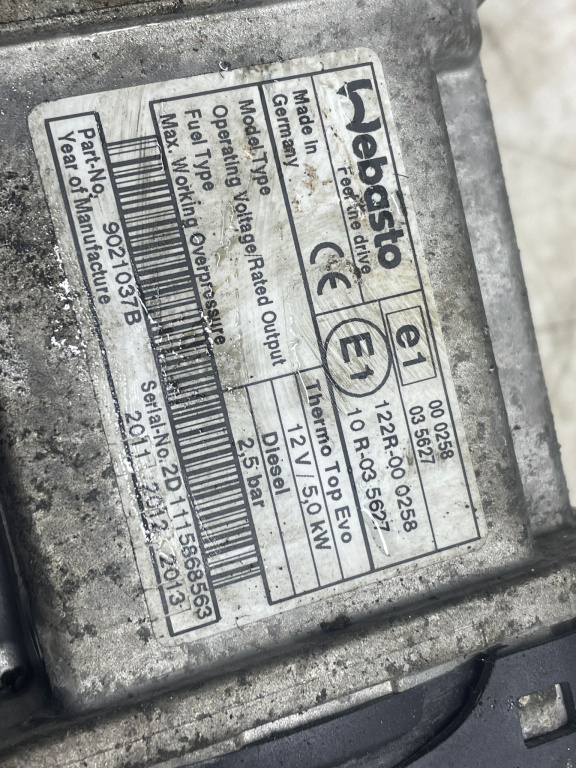 Webasto
Feel the drive
Made in
Germany
CE
E1
e1
00 0258
03 5627
122R-00 0258
10 R-03 5627
Model,Type Thermo Top Evo
Operating Voltage/Rated Output 12 V / 5,0 kW
Fuel Type Diesel
Max. Working Overpressure 2,5 bar
Part-No. 9021037B Serial-No. 2D1115868563
Year of Manufacture 2011 2012 2013